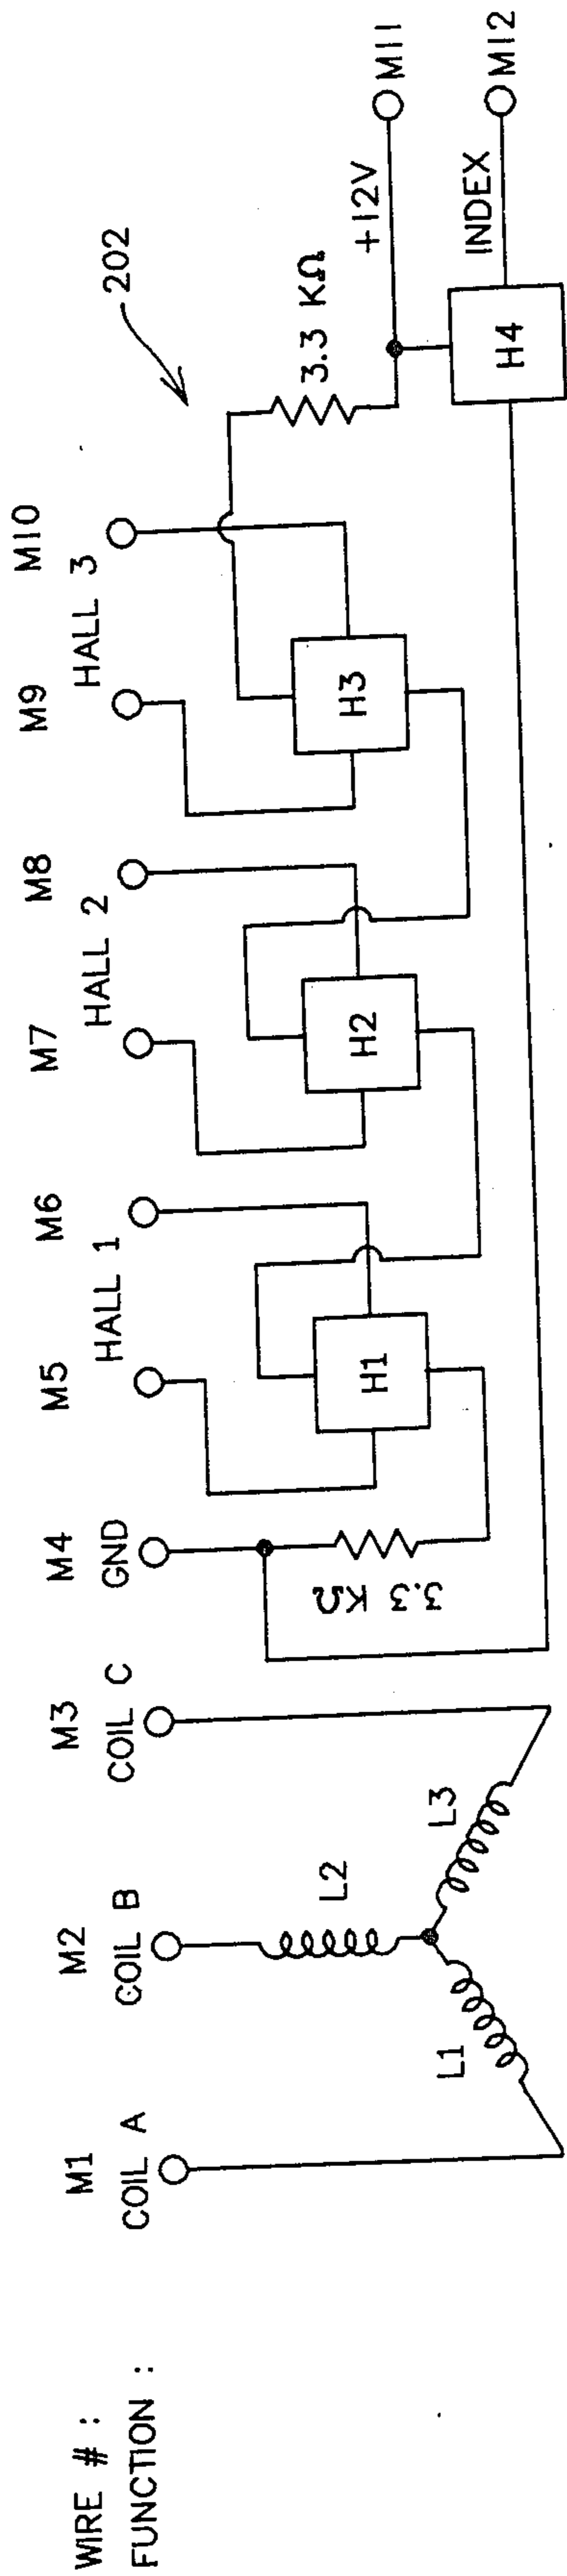 WIRE # : M1 M2 M3 M4 M5 M6 M7 M8 M9 M10
FUNCTION : COIL A COIL B COIL C GND HALL 1 HALL 2 HALL 3
202
3.3 KΩ
+12V
M11
INDEX
M12
H1
H2
H3
H4
3.3 KΩ
L1
L2
L3